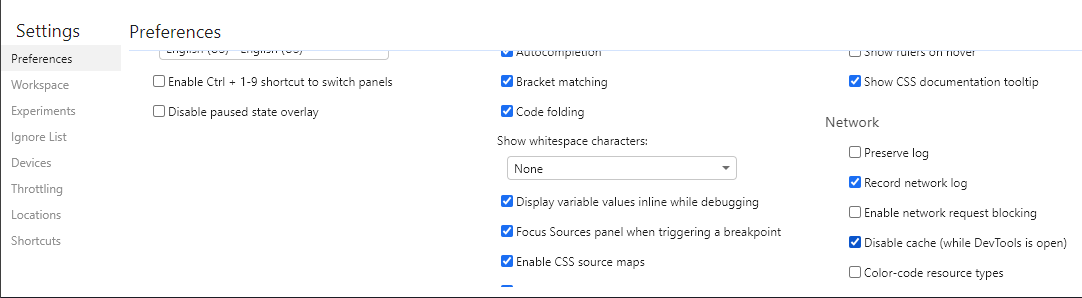 Settings
Preferences
Workspace
Experiments
Ignore List
Devices
Throttling
Locations
Shortcuts
Preferences
English (US) - English (US)
Enable Ctrl + 1-9 shortcut to switch panels
Disable paused state overlay
Autocompletion
Bracket matching
Code folding
Show whitespace characters:
None
Display variable values inline while debugging
Focus Sources panel when triggering a breakpoint
Enable CSS source maps
Show rulers on hover
Show CSS documentation tooltip
Network
Preserve log
Record network log
Enable network request blocking
Disable cache (while DevTools is open)
Color-code resource types